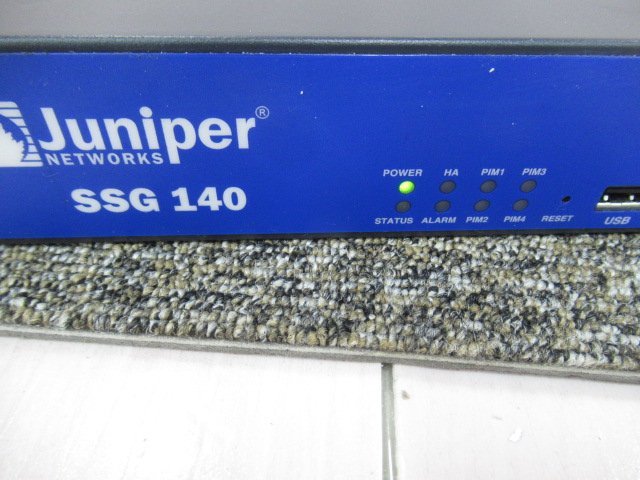 Juniper®
NETWORKS
SSG 140
POWER HA PIM1 PIM3
STATUS ALARM PIM2 PIM4 RESET USB